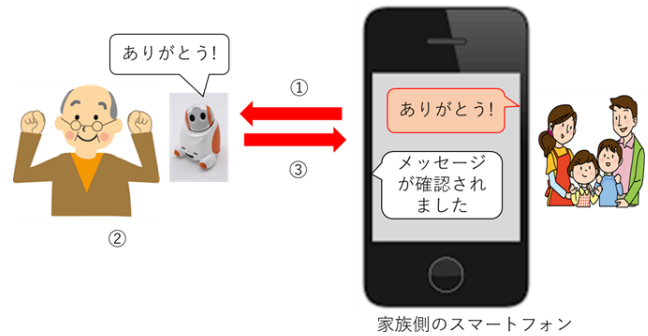 ありがとう!
①
ありがとう!
メッセージ
が確認され
ました
③
②
家族側のスマートフォン